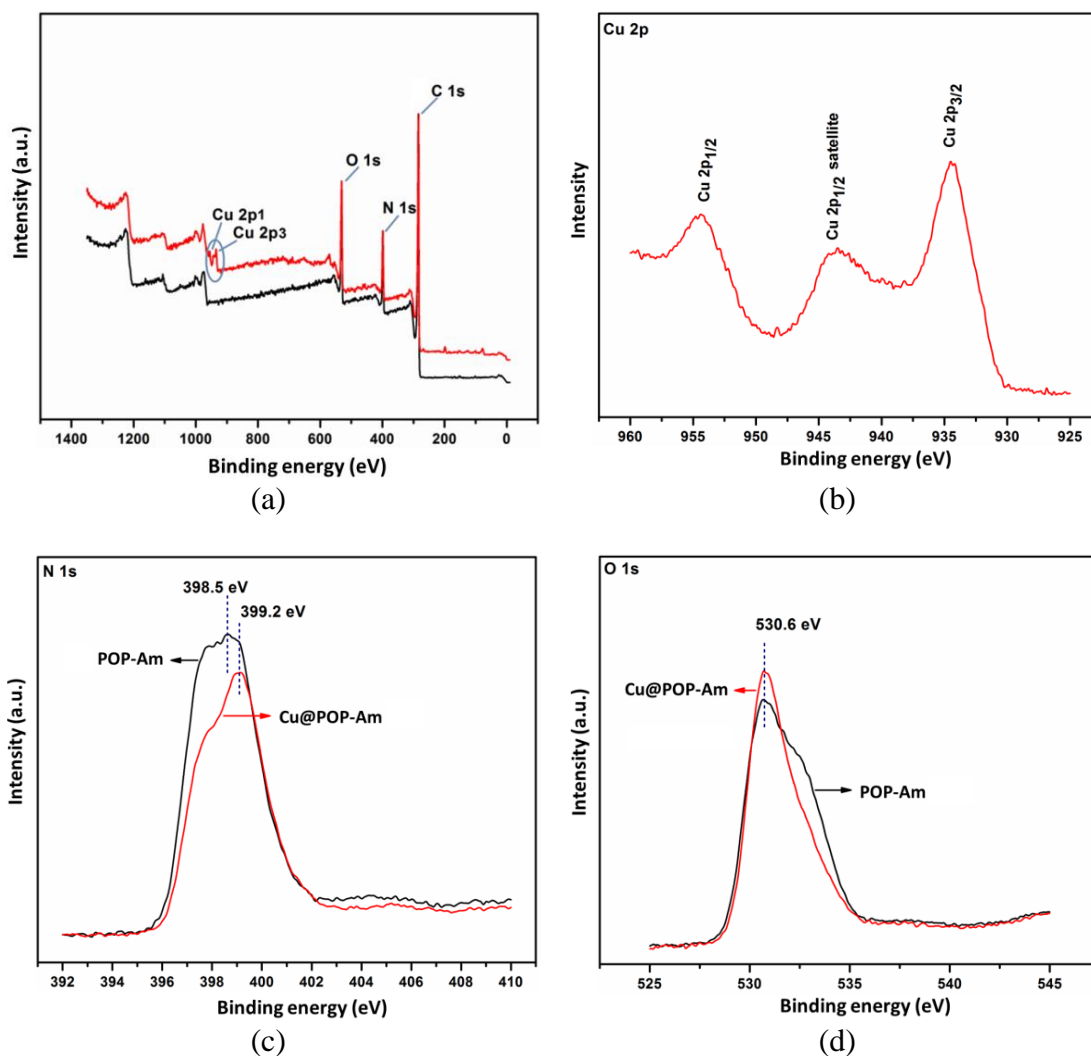 Intensity (a.u.)
C 1s
O 1s
N 1s
Cu 2p1
Cu 2p3
1400 1200 1000 800 600 400 200 0
Binding energy (eV)
(a)
Cu 2p
Intensity
Cu 2p1/2
Cu 2p1/2 satellite
Cu 2p3/2
960 955 950 945 940 935 930 925
Binding energy (eV)
(b)
N 1s
Intensity (a.u.)
398.5 eV
399.2 eV
POP-Am
Cu@POP-Am
392 394 396 398 400 402 404 406 408 410
Binding energy (eV)
(c)
O 1s
Intensity (a.u.)
530.6 eV
Cu@POP-Am
POP-Am
525 530 535 540 545
Binding energy (eV)
(d)